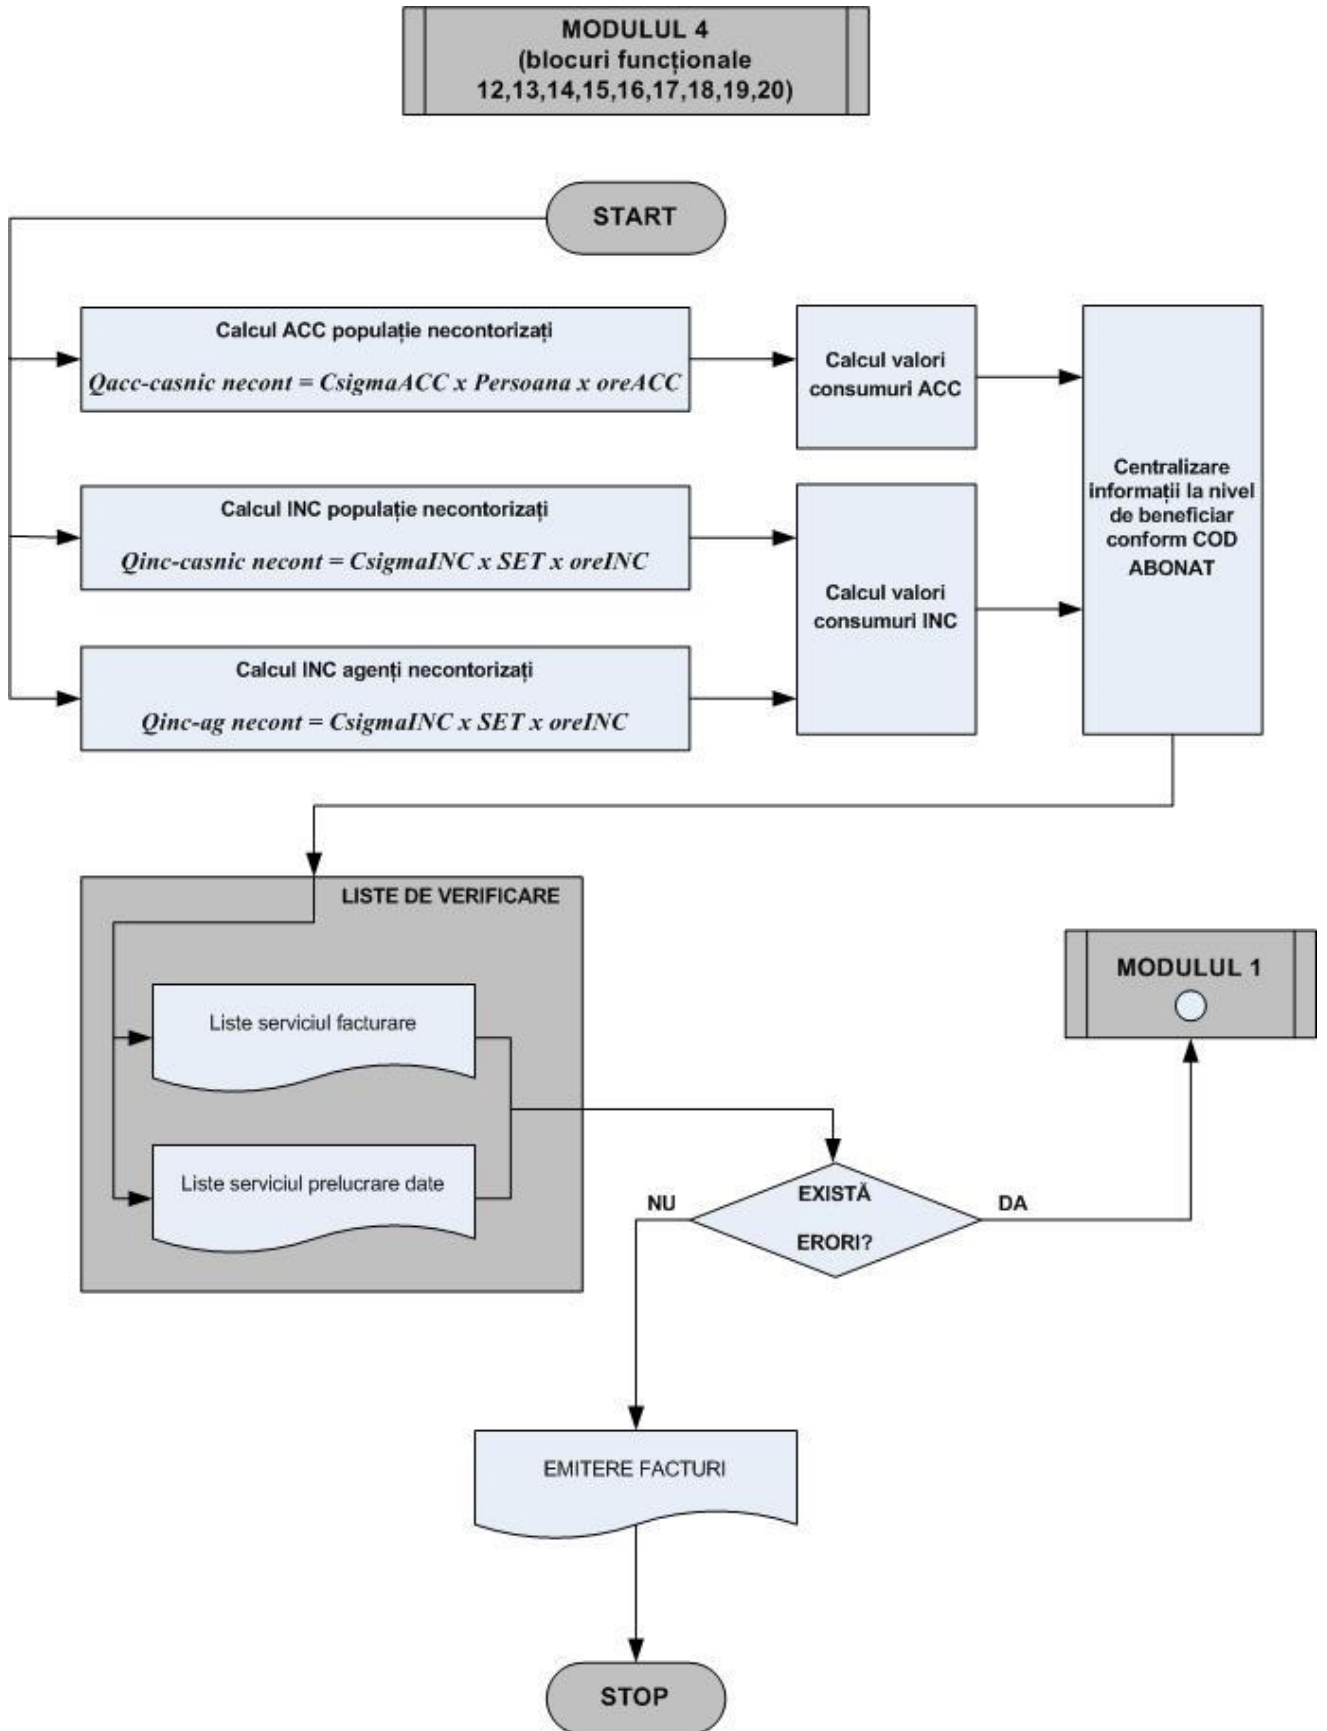 MODULUL 4
(blocuri funcționale
12,13,14,15,16,17,18,19,20)
START
Calcul ACC populație necontorizați
Qacc-casnic necont = CsigmaACC x Persoana x oreACC
Calcul valori
consumuri ACC
Calcul INC populație necontorizați
Qinc-casnic necont = CsigmaINC x SET x oreINC
Calcul INC agenți necontorizați
Qinc-ag necont = CsigmaINC x SET x oreINC
Calcul valori
consumuri INC
Centralizare
informații la nivel
de beneficiar
conform COD
ABONAT
LISTE DE VERIFICARE
Liste serviciul facturare
Liste serviciul prelucrare date
MODULUL 1
NU
EXISTĂ
ERORI?
DA
EMITERE FACTURI
STOP